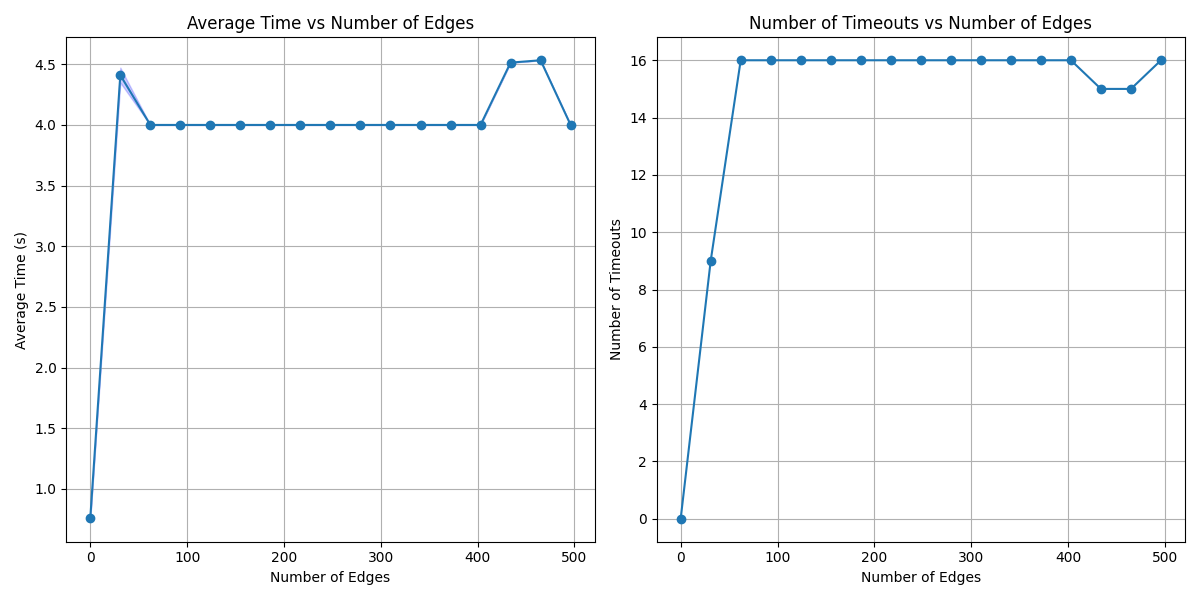 Average Time vs Number of Edges
4.5
4.0
3.5
3.0
2.5
2.0
1.5
1.0
Average Time (s)
0 100 200 300 400 500
Number of Edges
Number of Timeouts vs Number of Edges
16
14
12
10
8
6
4
2
0
Number of Timeouts
0 100 200 300 400 500
Number of Edges